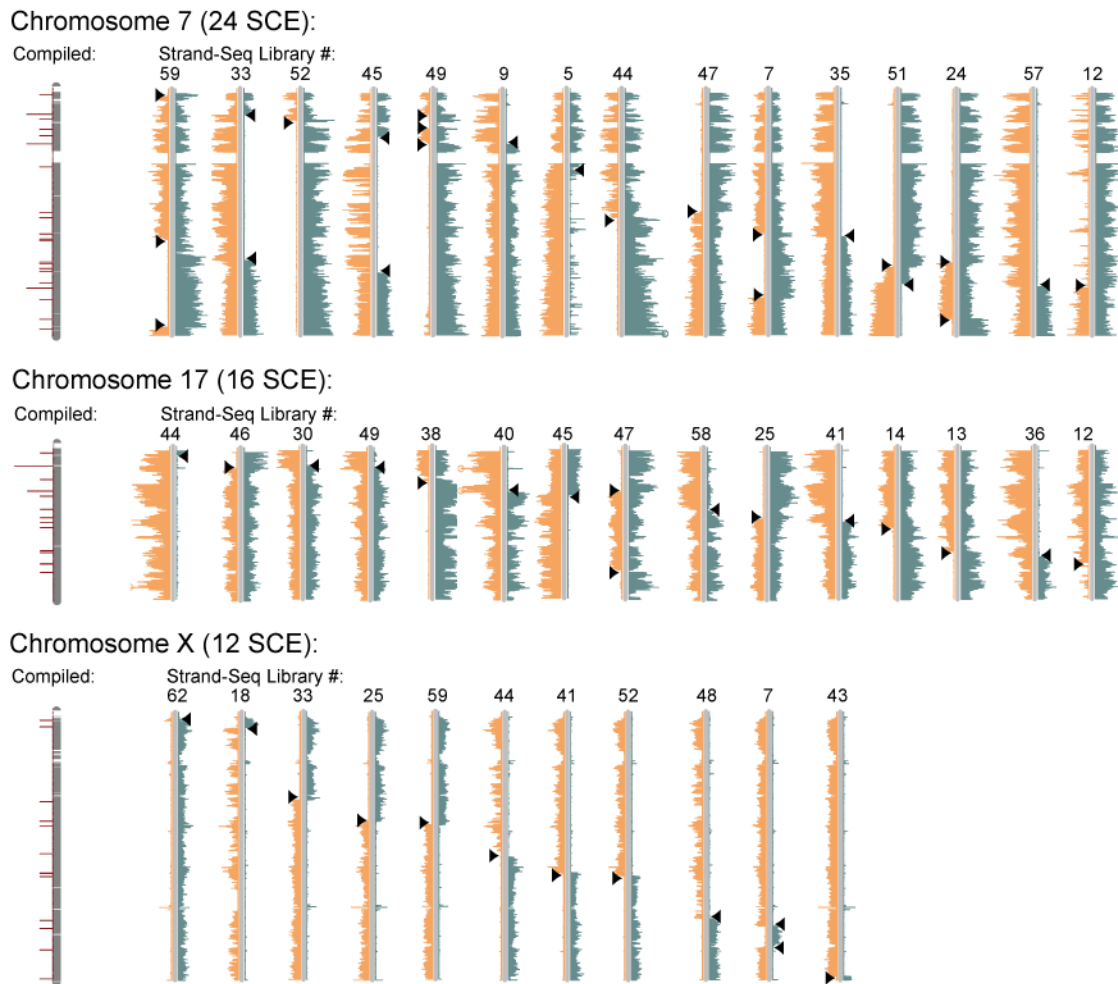 Chromosome 7 (24 SCE):
Compiled: Strand-Seq Library #:
59 33 52 45 49 9 5 44 47 7 35 51 24 57 12
Chromosome 17 (16 SCE):
Compiled: Strand-Seq Library #:
44 46 30 49 38 40 45 47 58 25 41 14 13 36 12
Chromosome X (12 SCE):
Compiled: Strand-Seq Library #:
62 18 33 25 59 44 41 52 48 7 43